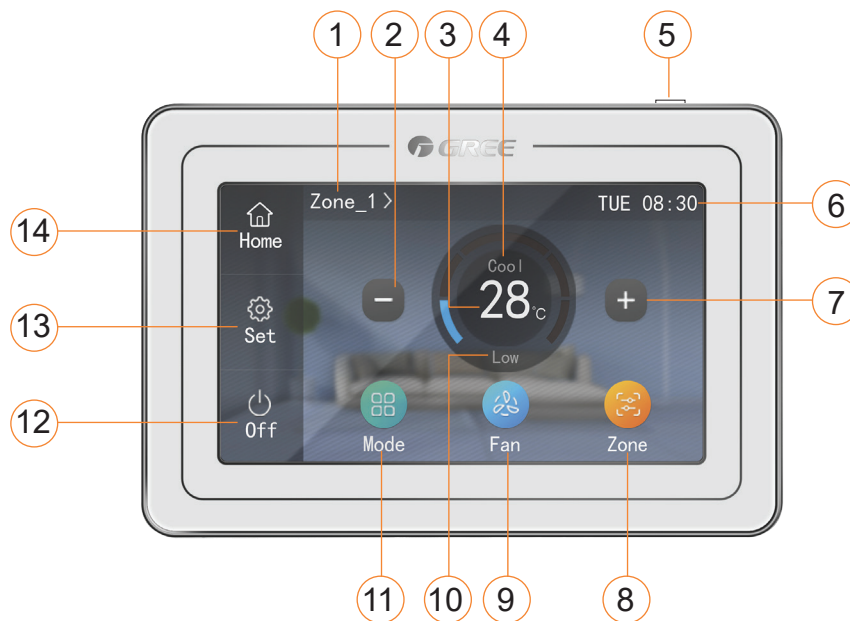 1 2 3 4 5
GREE
Zone_1 > TUE 08:30
6
Home
14
Cool
28℃
7
Set
13
Low
Off
12
Mode Fan Zone
11 10 9 8